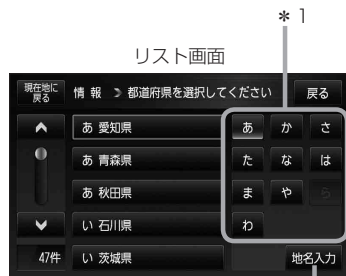 ＊1
リスト画面
現在地に
戻る
情 報 都道府県を選択してください
戻る
あ 愛知県
あ 青森県
あ 秋田県
い 石川県
い 茨城県
47件
あ か さ
た な は
ま や ら
わ
地名入力